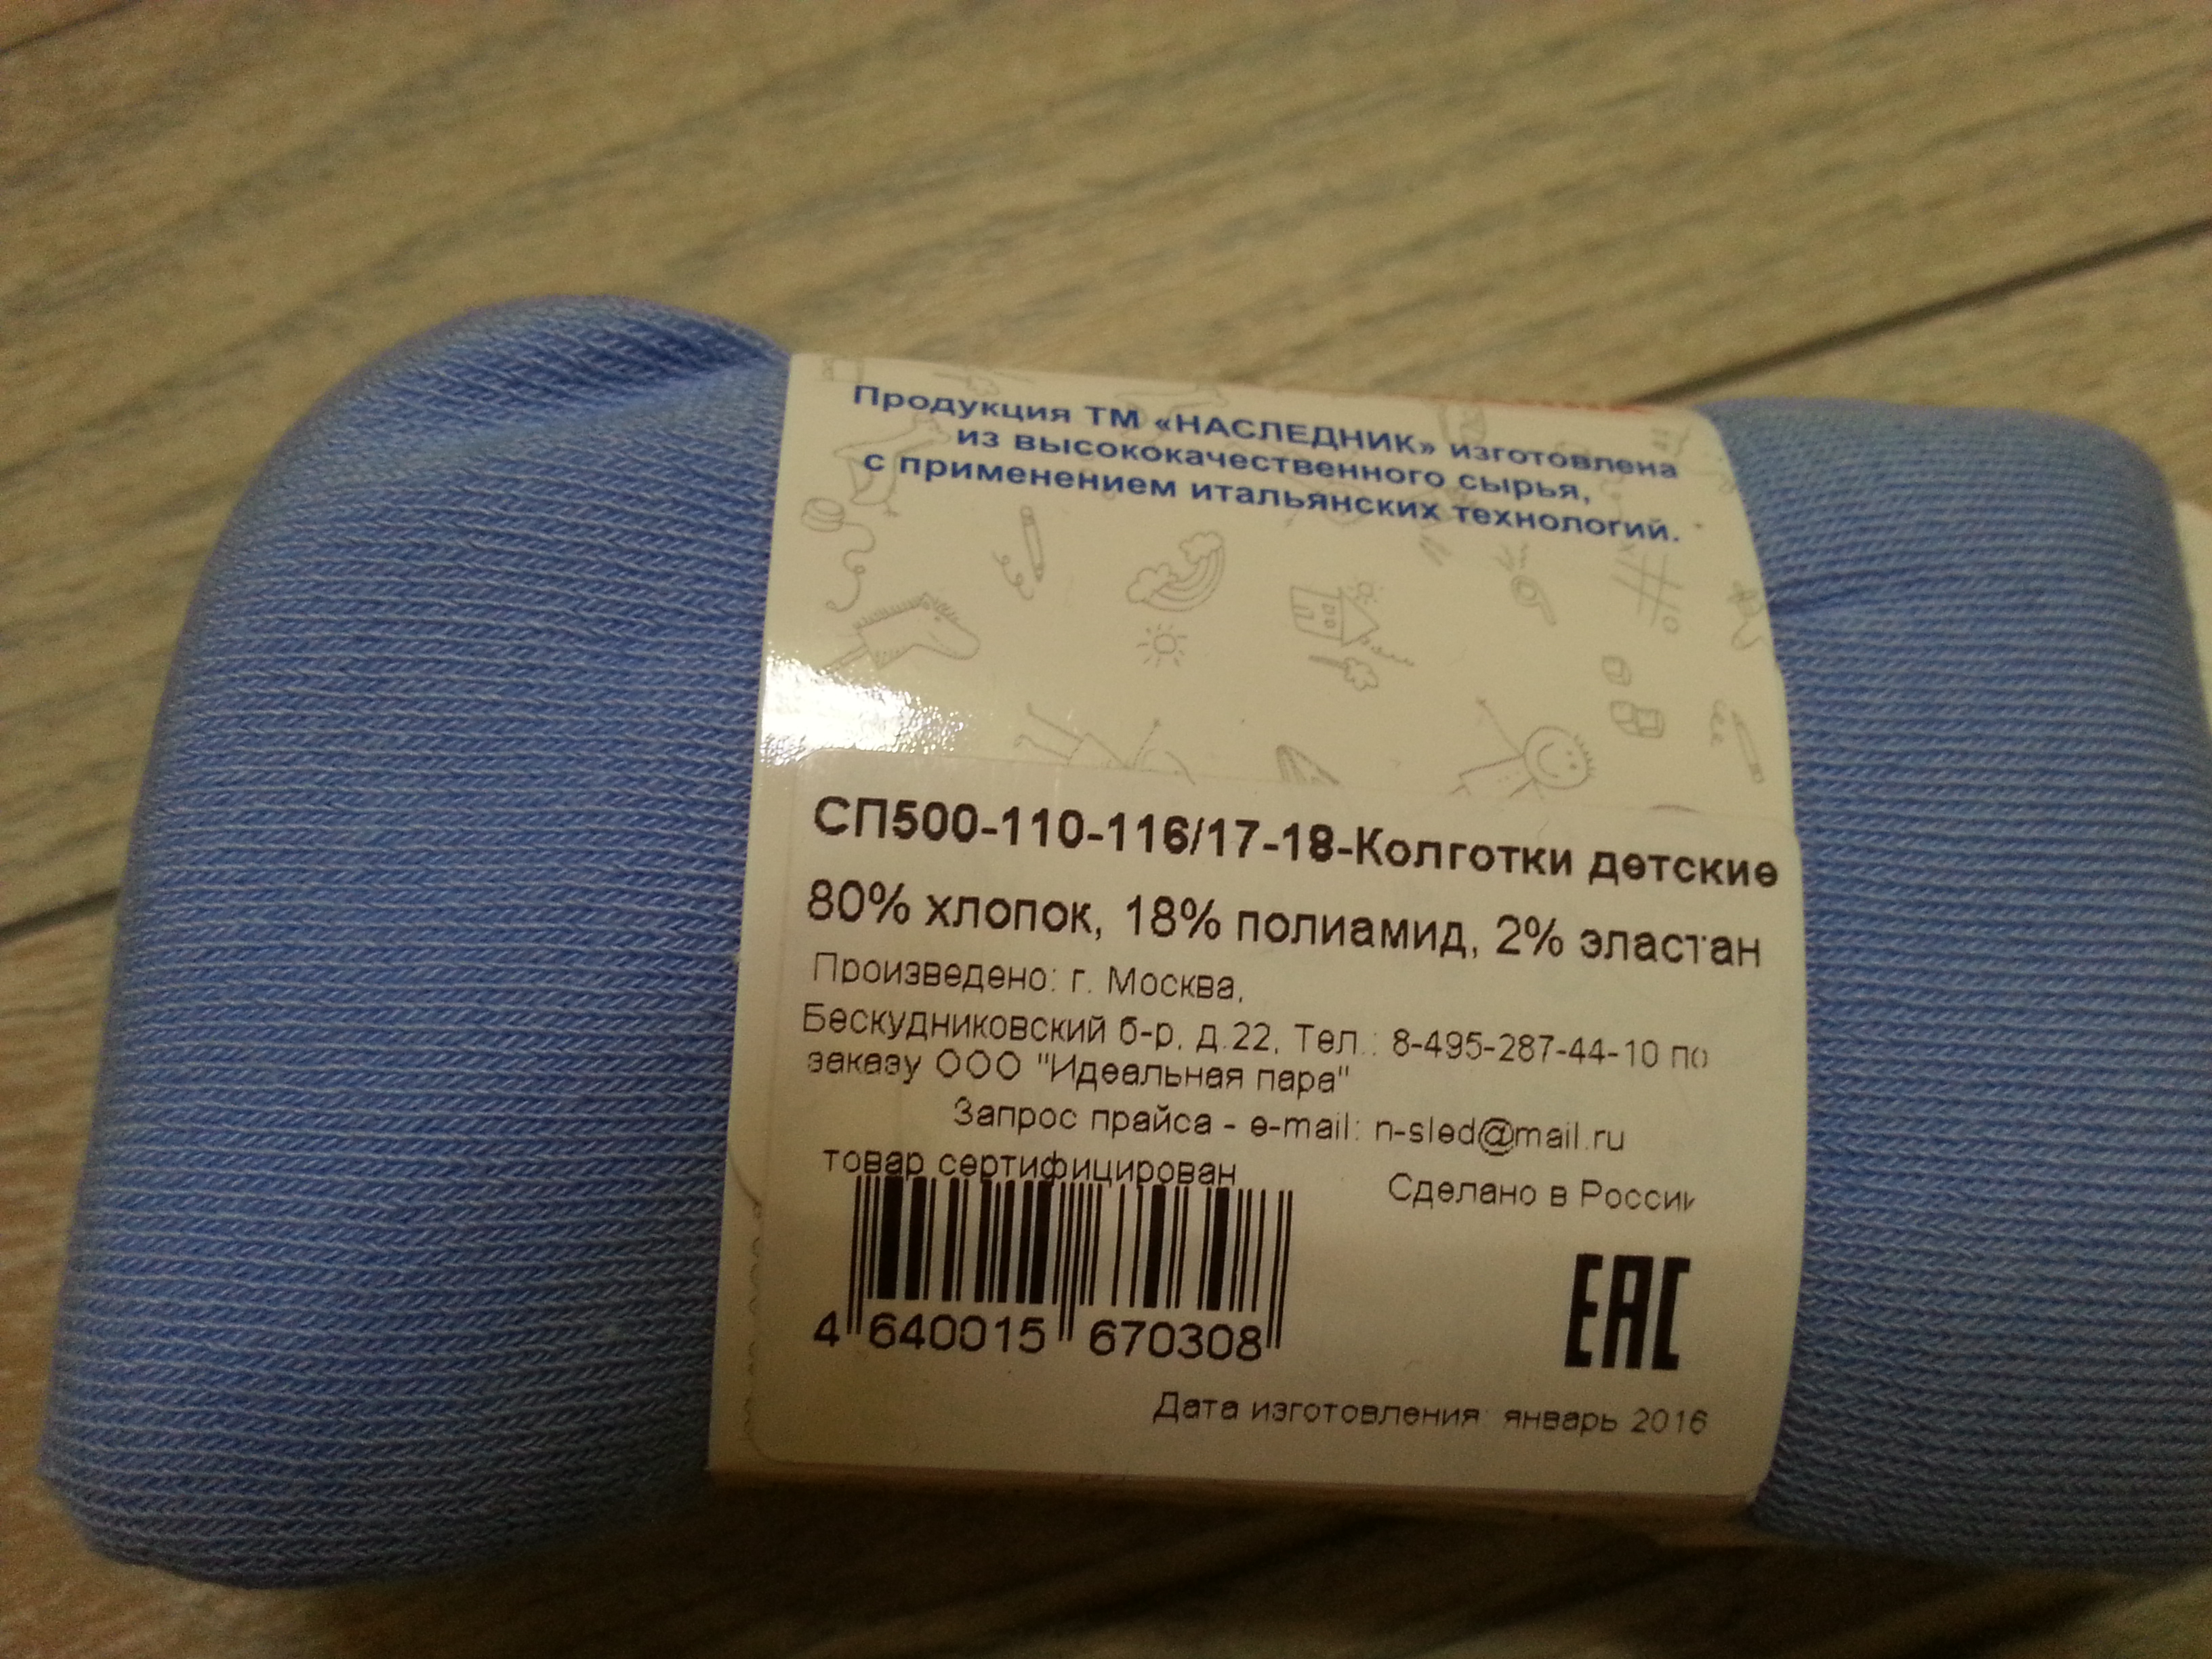 Продукция ТМ «НАСЛЕДНИК» изготовлена
из высококачественного сырья,
с применением итальянских технологий.
СП500-110-116/17-18-Колготки детские
80% хлопок, 18% полиамид, 2% эластан
Произведено: г. Москва,
Бескудниковский б-р, д.22, Тел.: 8-495-287-44-10 по
заказу ООО "Идеальная пара"
Запрос прайса - e-mail: n-sled@mail.ru
товар сертифицирован
Сделано в России
4 640015 670308
EAC
Дата изготовления: январь 2016